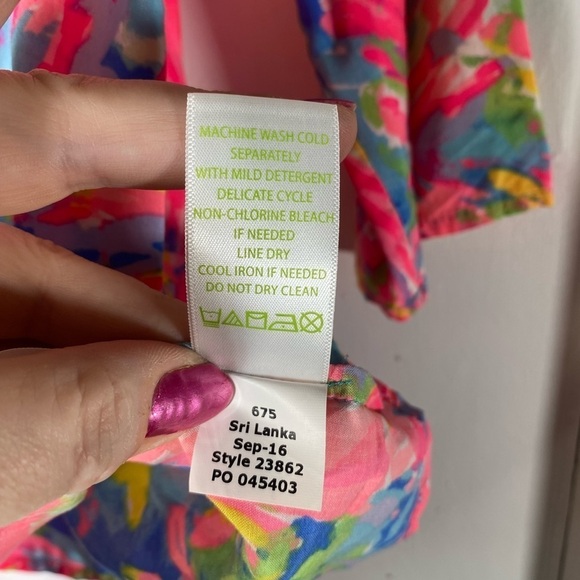 MACHINE WASH COLD
SEPARATELY
WITH MILD DETERGENT
DELICATE CYCLE
NON-CHLORINE BLEACH
IF NEEDED
LINE DRY
COOL IRON IF NEEDED
DO NOT DRY CLEAN
675
Sri Lanka
Sep-16
Style 23862
PO 045403